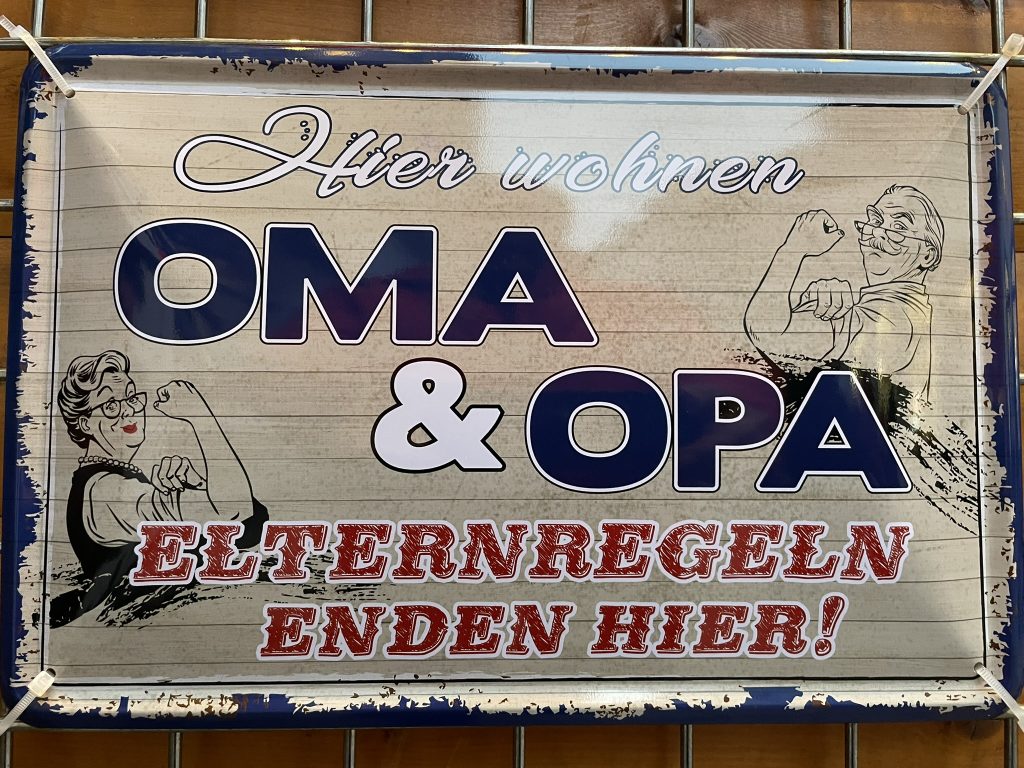 Hier wohnen
OMA
& OPA
ELTERNREGELN
ENDEN HIER!